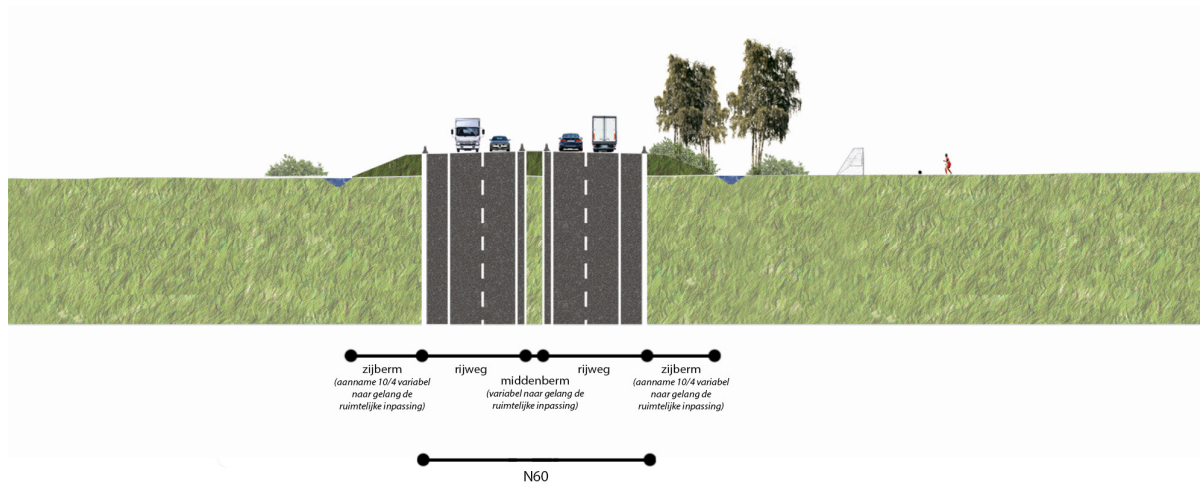 zijberm
(aanname 10/4 variabel
naar gelang de
ruimtelijke inpassing)
rijweg
middenberm
(variabel naar gelang de
ruimtelijke inpassing)
rijweg
zijberm
(aanname 10/4 variabel
naar gelang de
ruimtelijke inpassing)
N60